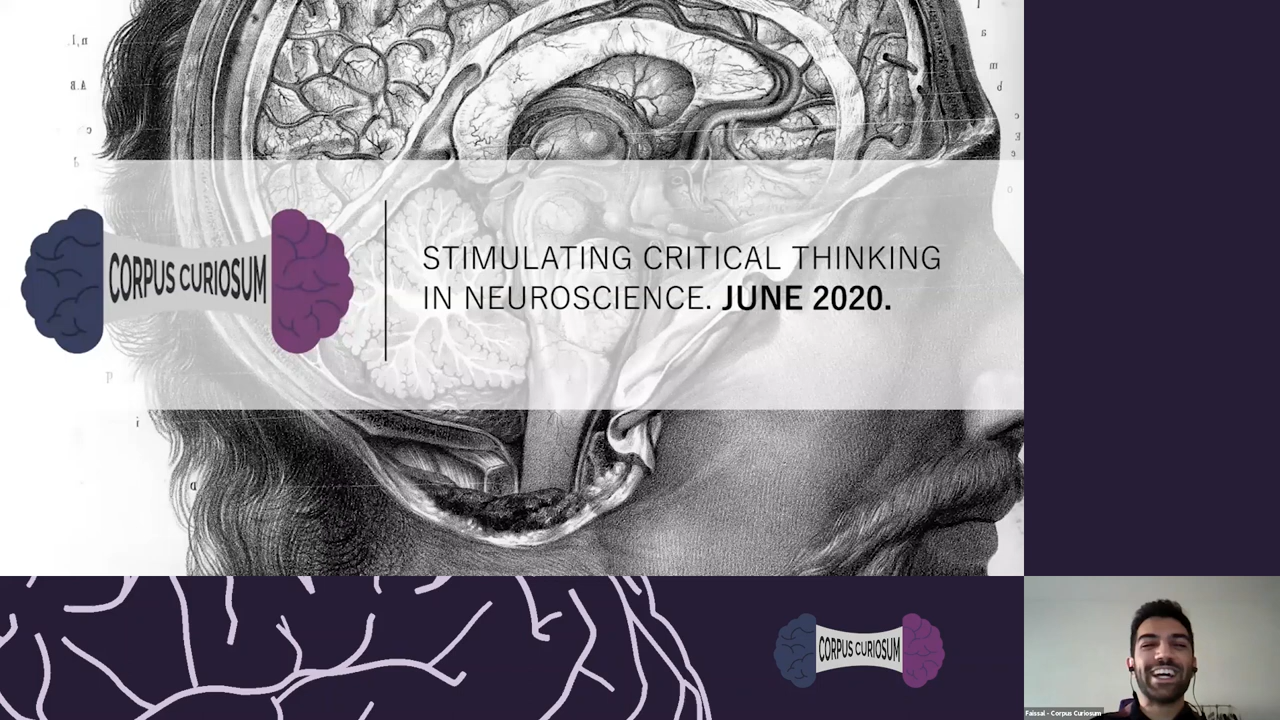 CORPUS CURIOSUM
STIMULATING CRITICAL THINKING
IN NEUROSCIENCE. JUNE 2020.
CORPUS CURIOSUM
Faissal - Corpus Curiosum